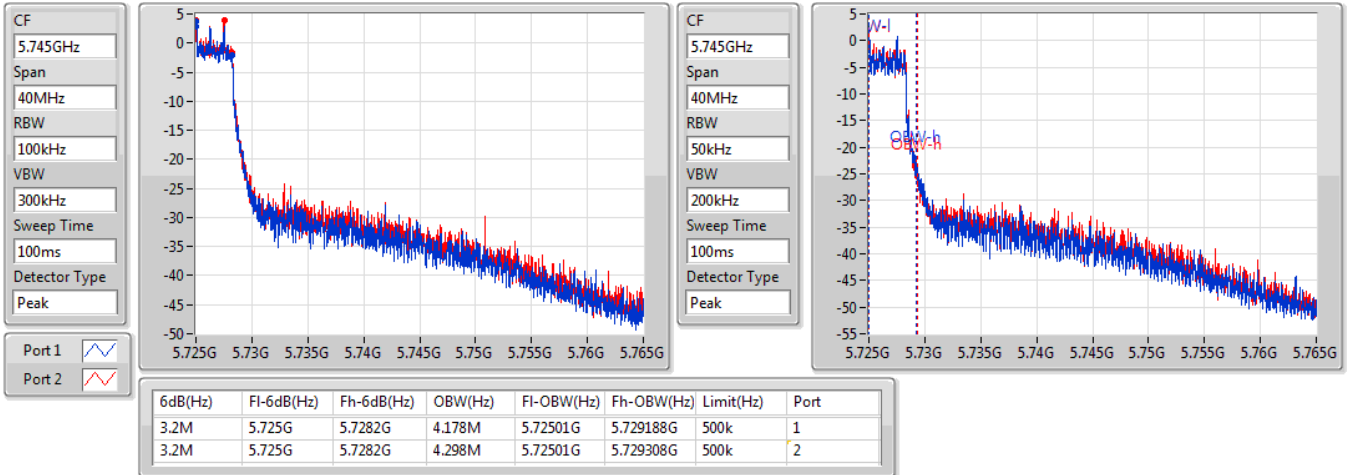 CF
5.745GHz
Span
40MHz
RBW
100kHz
VBW
300kHz
Sweep Time
100ms
Detector Type
Peak
Port 1
Port 2
5
0
-5
-10
-15
-20
-25
-30
-35
-40
-45
-50
5.725G 5.73G 5.735G 5.74G 5.745G 5.75G 5.755G 5.76G 5.765G
CF
5.745GHz
Span
40MHz
RBW
50kHz
VBW
200kHz
Sweep Time
100ms
Detector Type
Peak
5
0
-5
-10
-15
-20
-25
-30
-35
-40
-45
-50
-55
W-l
OBW-h
OBW-h
5.725G 5.73G 5.735G 5.74G 5.745G 5.75G 5.755G 5.76G 5.765G
6dB(Hz) Fl-6dB(Hz) Fh-6dB(Hz) OBW(Hz) Fl-OBW(Hz) Fh-OBW(Hz) Limit(Hz) Port
3.2M 5.725G 5.7282G 4.178M 5.72501G 5.729188G 500k 1
3.2M 5.725G 5.7282G 4.298M 5.72501G 5.729308G 500k 2